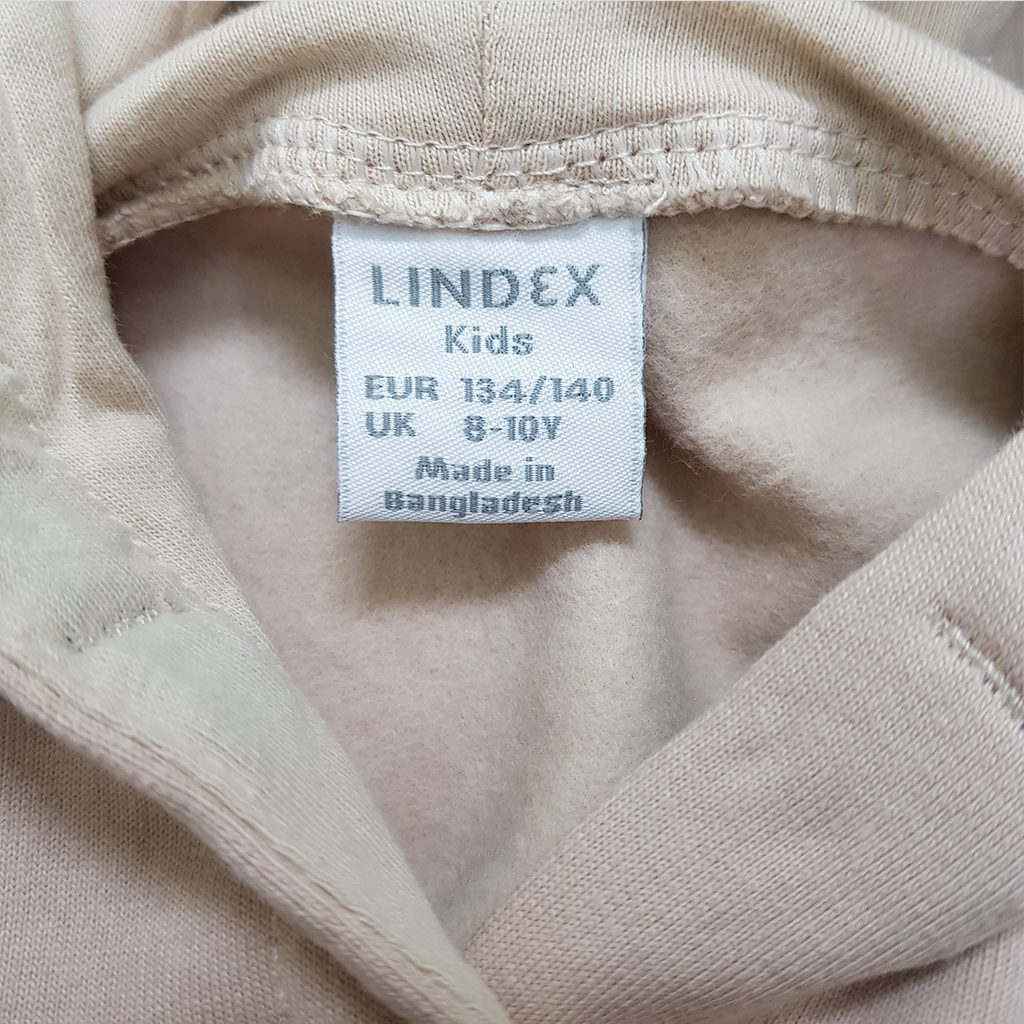 LINDEX
Kids
EUR 134/140
UK 8-10Y
Made in
Bangladesh